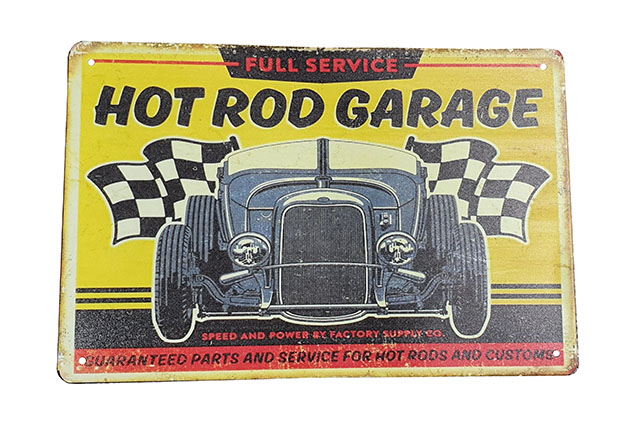 FULL SERVICE
HOT ROD GARAGE
SPEED AND POWER BY FACTORY SUPPLY CO.
GUARANTEED PARTS AND SERVICE FOR HOT RODS AND CUSTOMS